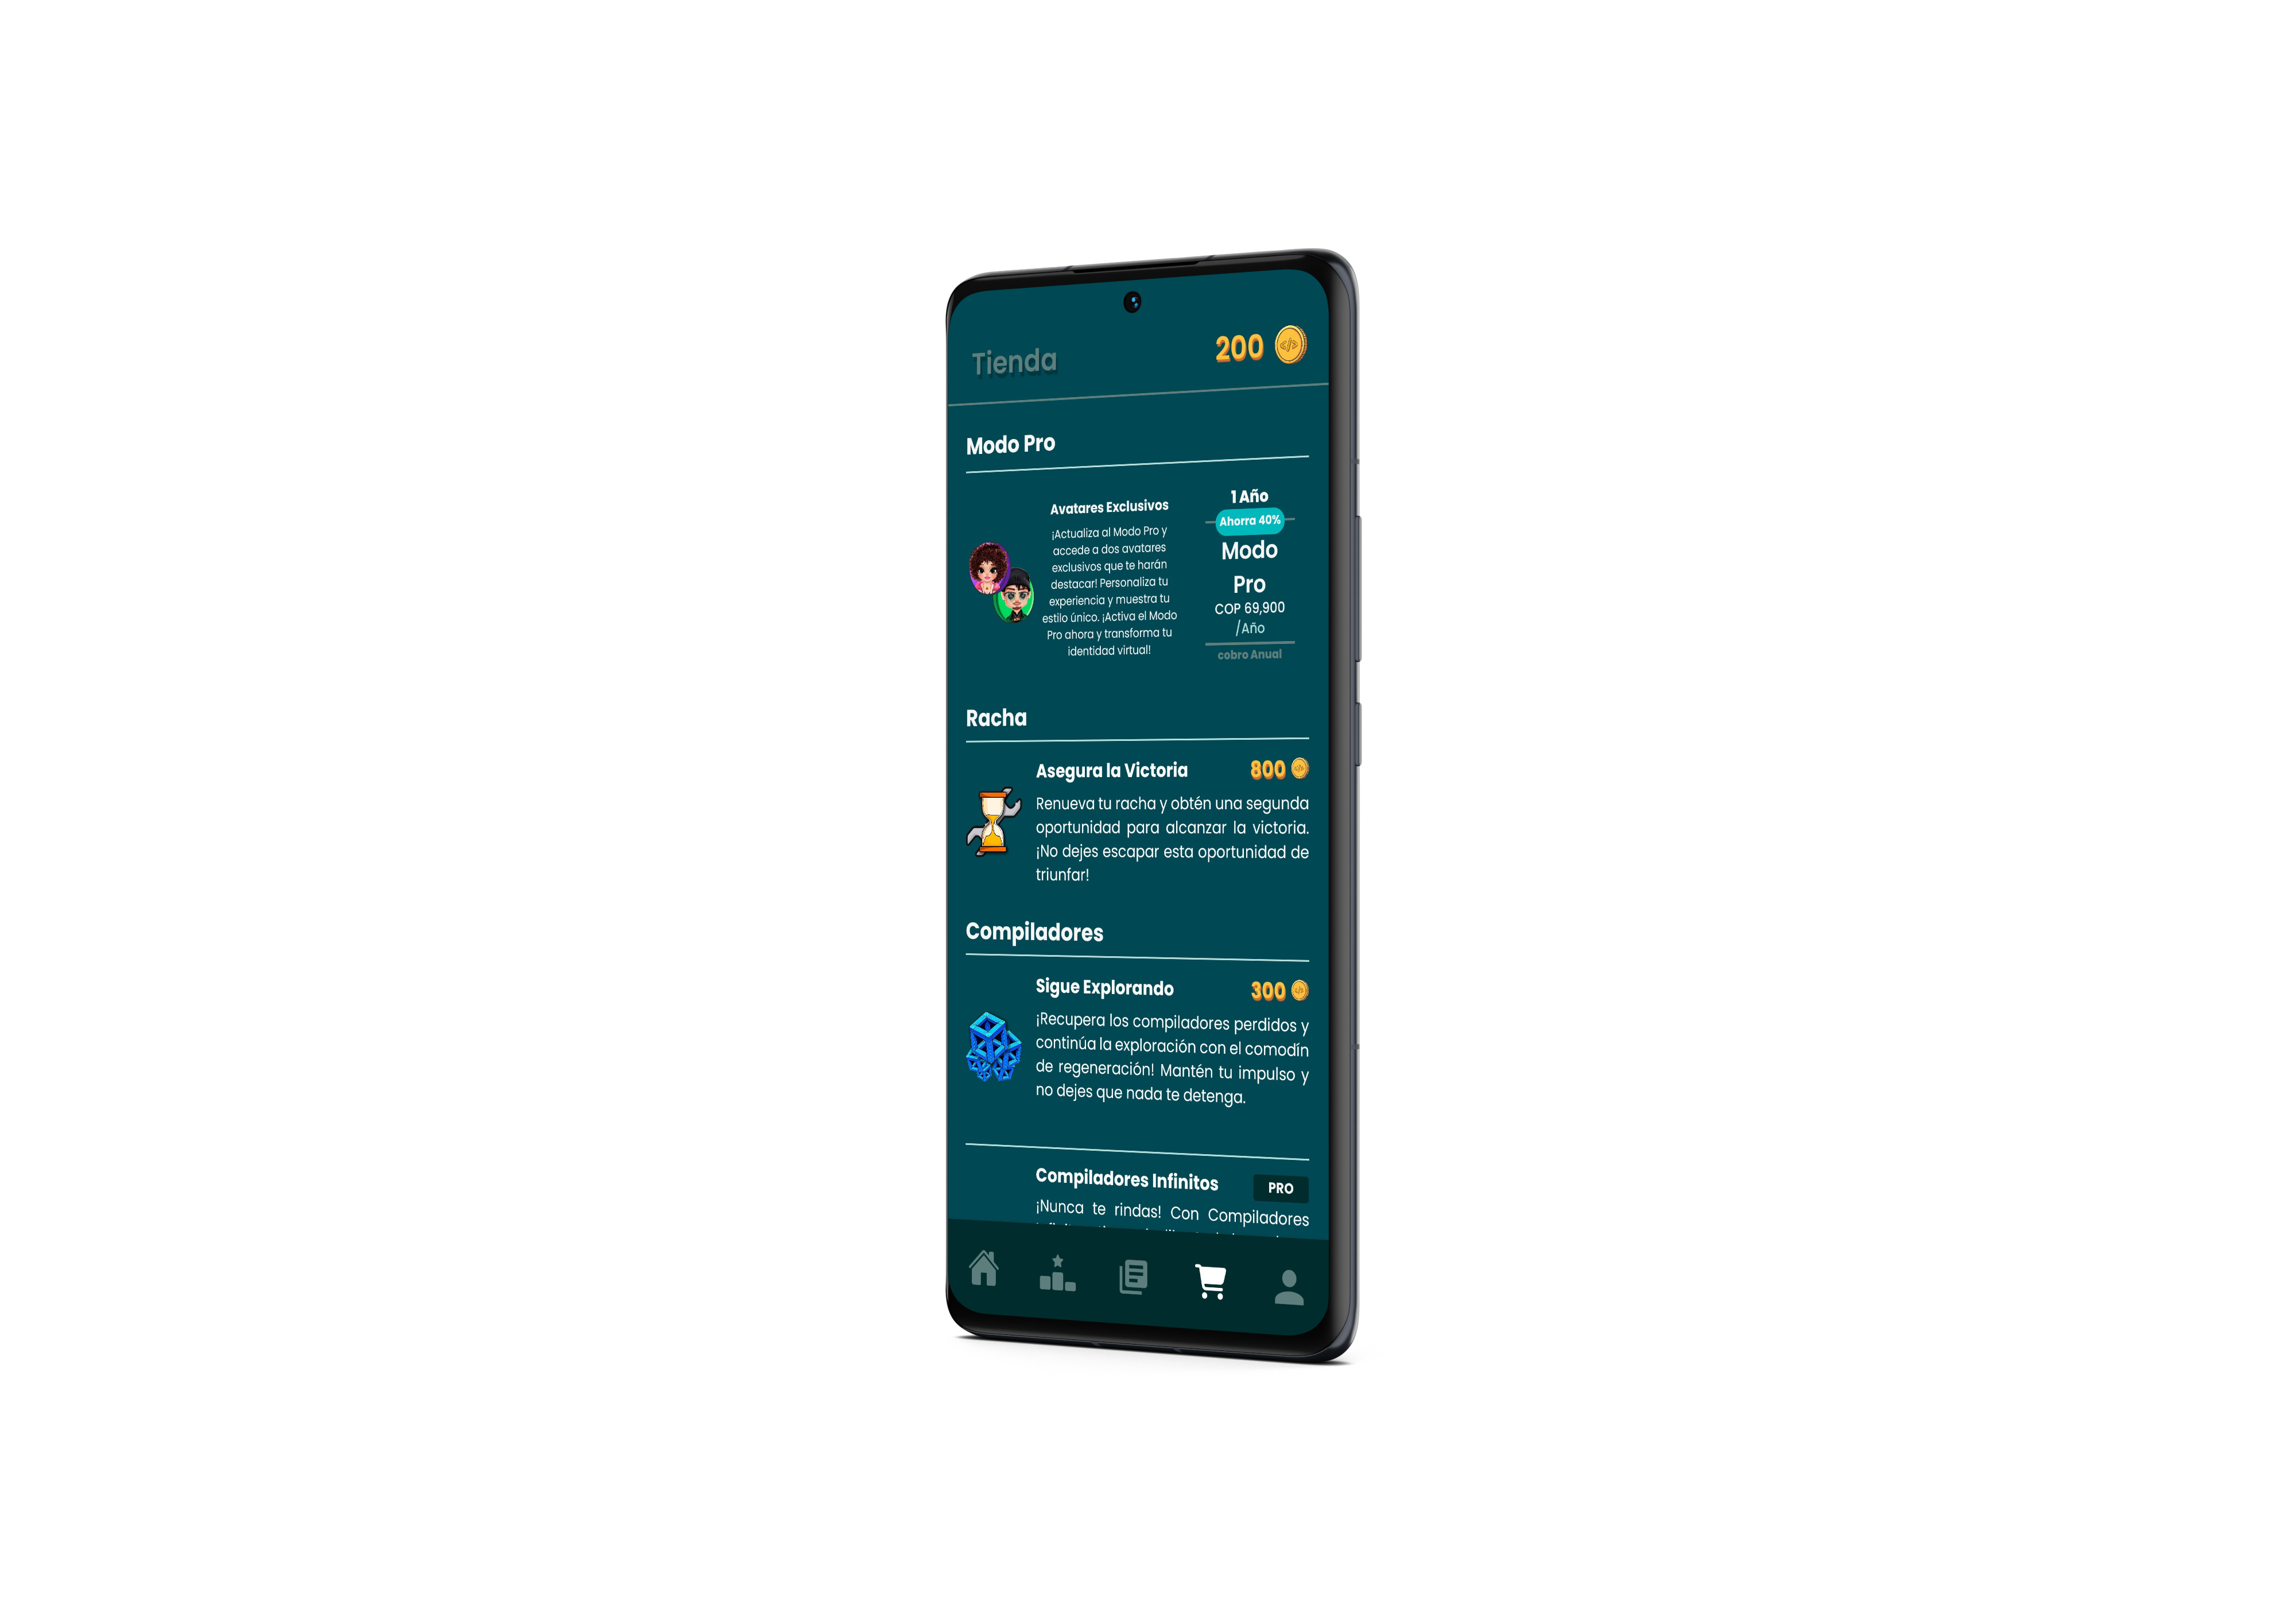 Tienda
200
Modo Pro
Avatares Exclusivos
¡Actualiza al Modo Pro y
accede a dos avatares
exclusivos que te harán
destacar! Personaliza tu
experiencia y muestra tu
estilo único. ¡Activa el Modo
Pro ahora y transforma tu
identidad virtual!
1 Año
Ahorra 40%
Modo
Pro
COP 69,900
/Año
cobro Anual
Racha
Asegura la Victoria
800
Renueva tu racha y obtén una segunda
oportunidad para alcanzar la victoria.
¡No dejes escapar esta oportunidad de
triunfar!
Compiladores
Sigue Explorando
300
¡Recupera los compiladores perdidos y
continúa la exploración con el comodín
de regeneración! Mantén tu impulso y
no dejes que nada te detenga.
Compiladores Infinitos
PRO
¡Nunca te rindas! Con Compiladores